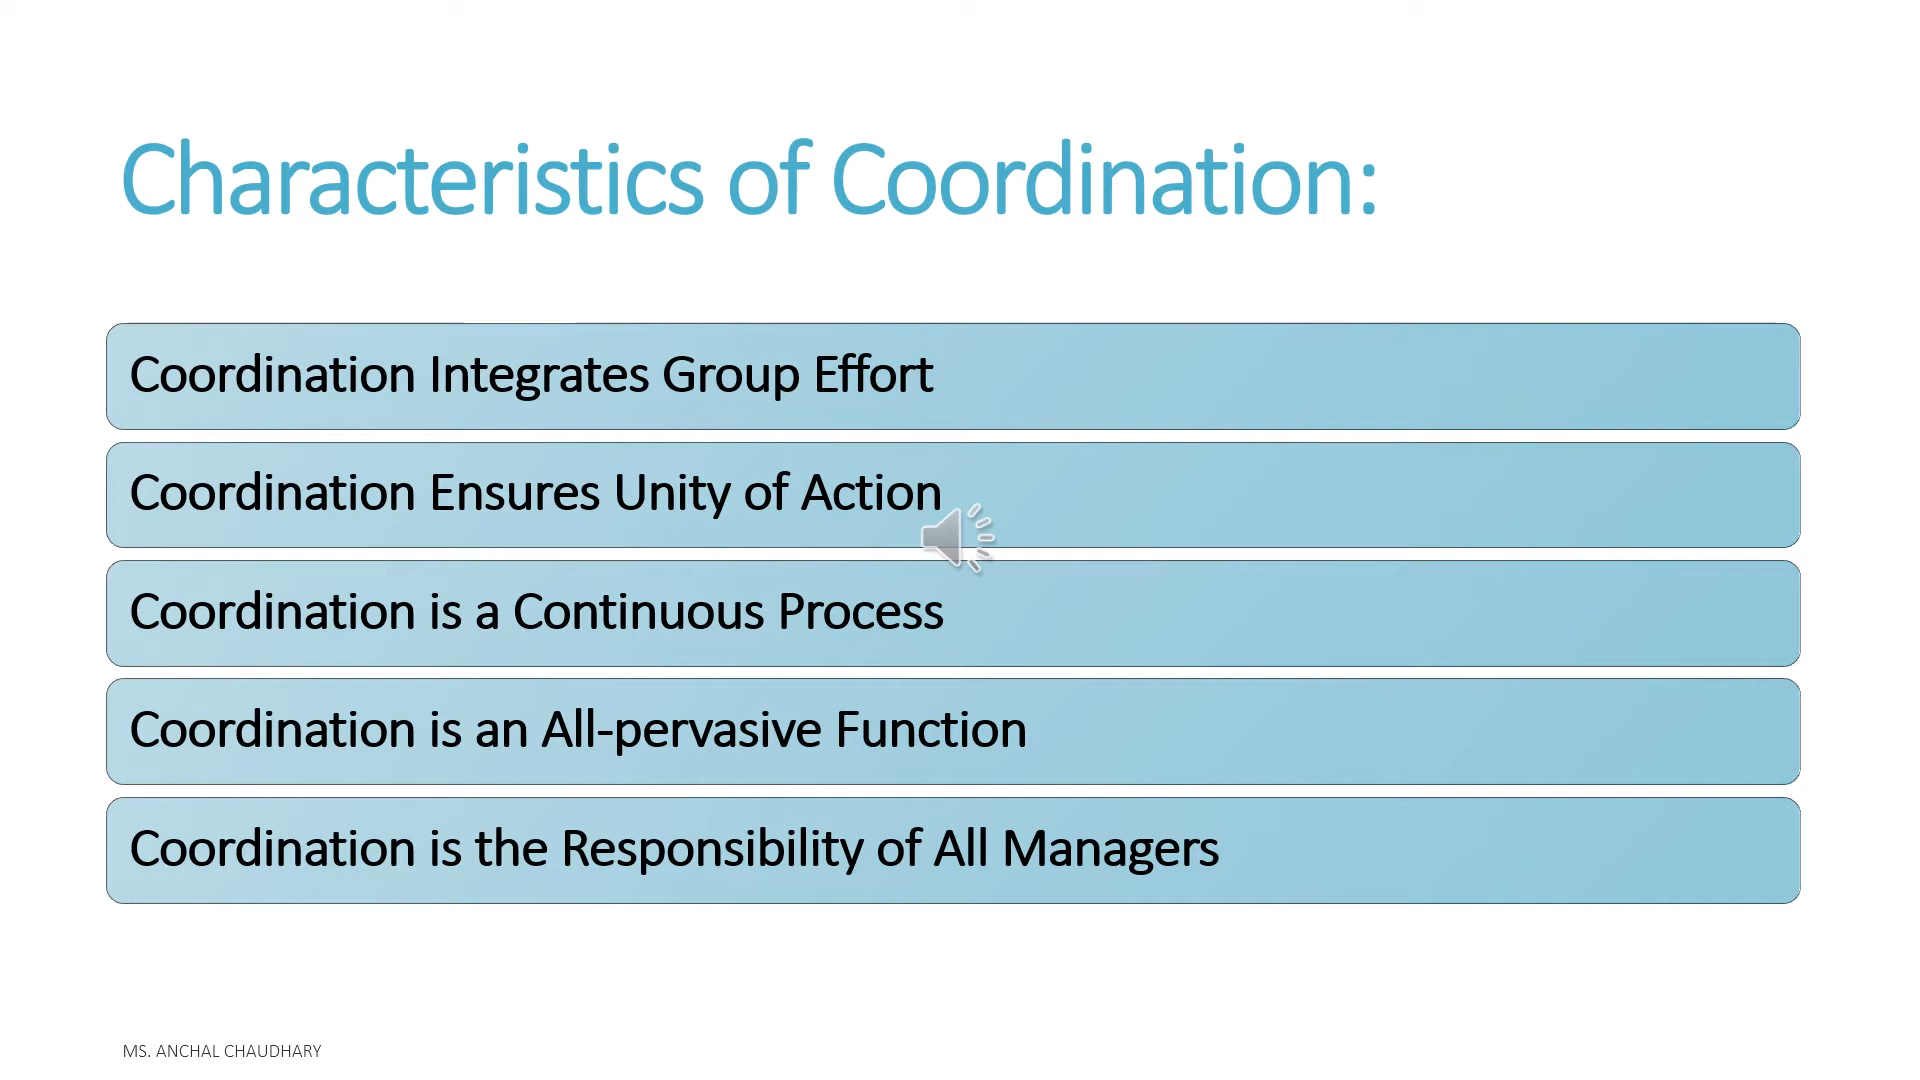 Characteristics of Coordination:
Coordination Integrates Group Effort
Coordination Ensures Unity of Action
Coordination is a Continuous Process
Coordination is an All-pervasive Function
Coordination is the Responsibility of All Managers
MS. ANCHAL CHAUDHARY